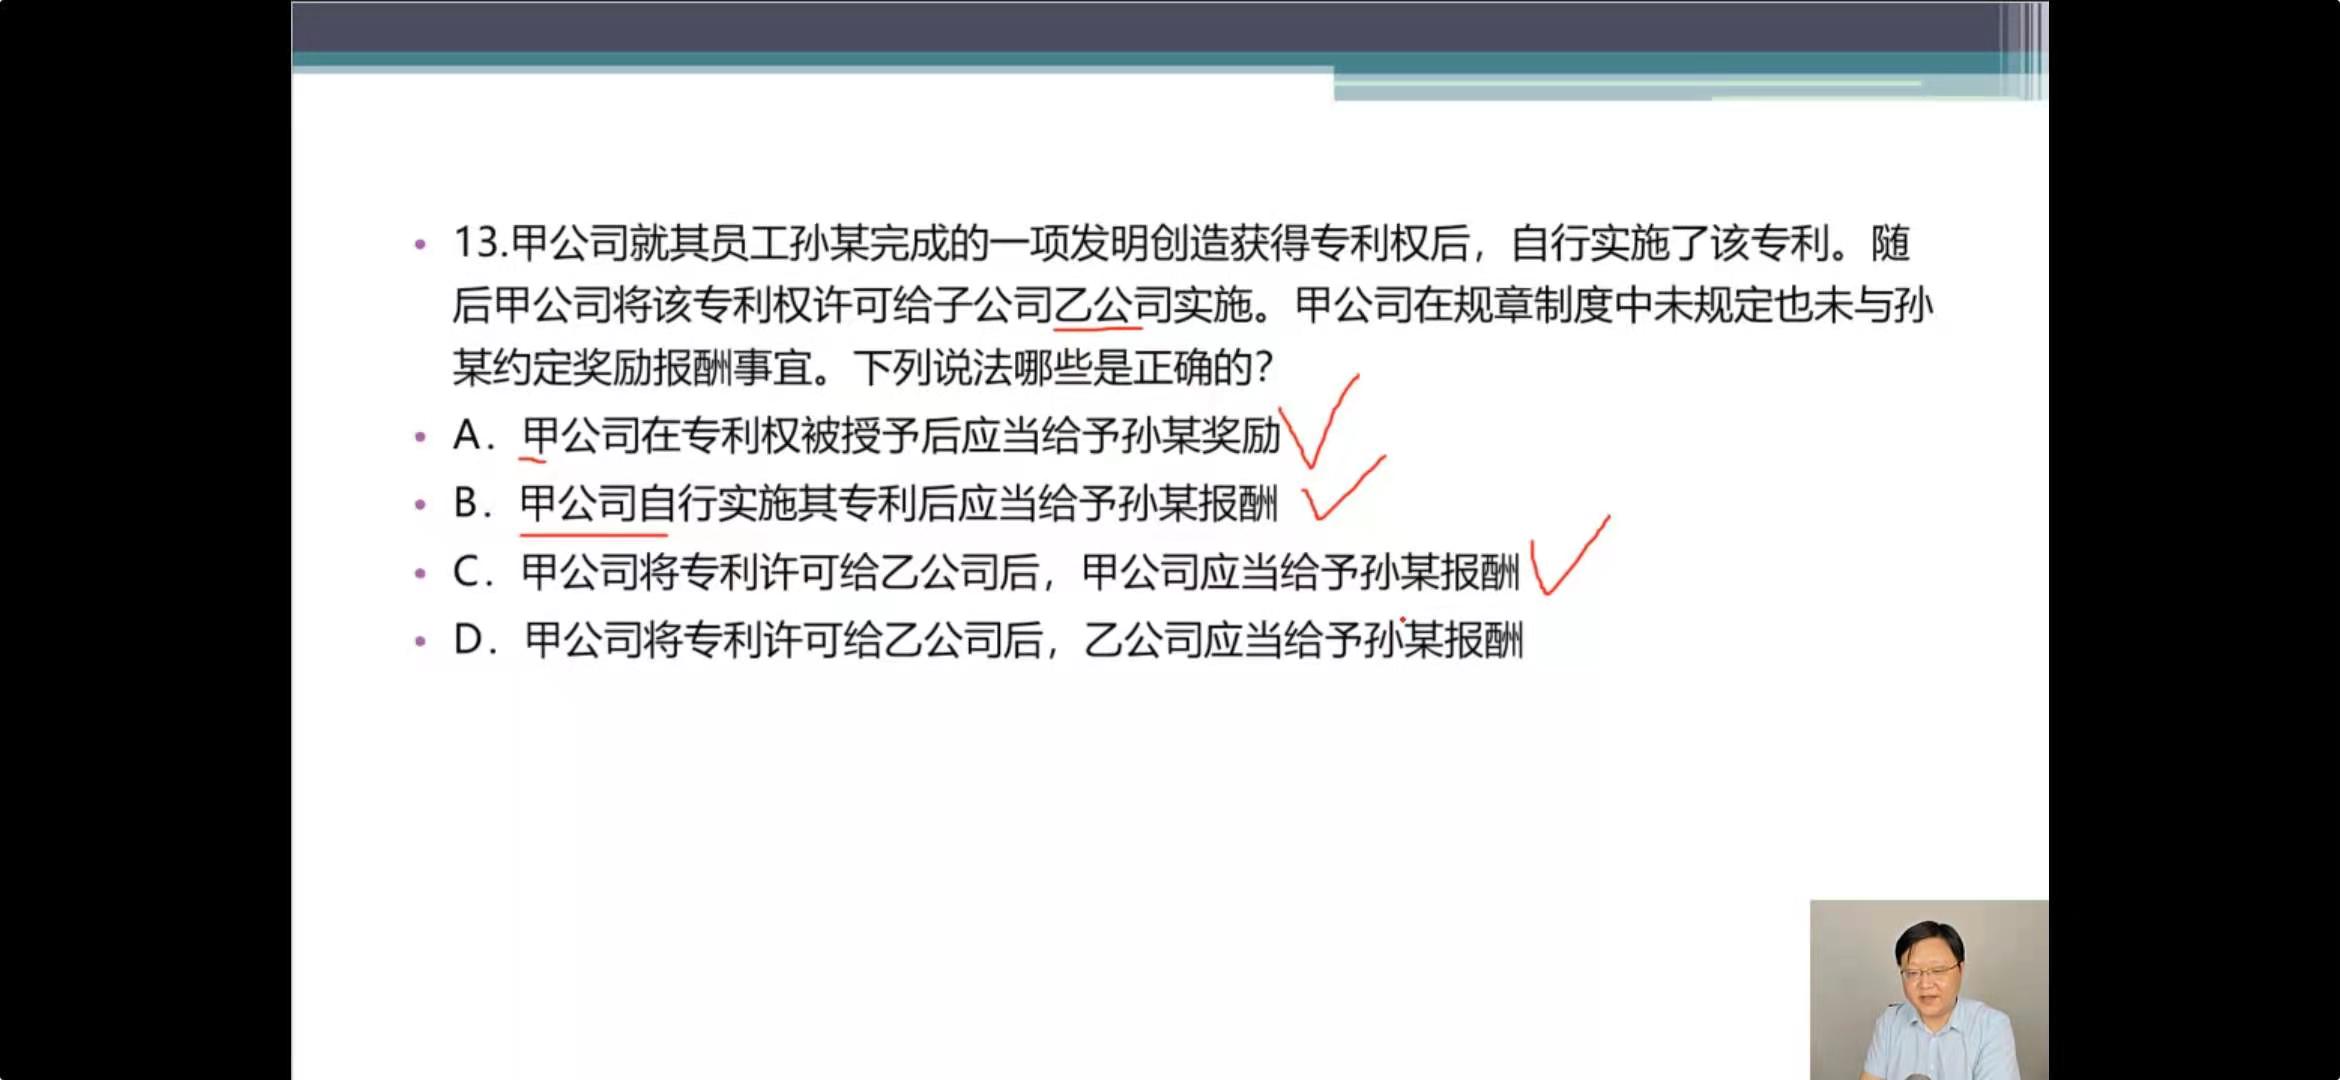 13.甲公司就其员工孙某完成的一项发明创造获得专利权后，自行实施了该专利。随
后甲公司将该专利权许可给子公司乙公司实施。甲公司在规章制度中未规定也未与孙
某约定奖励报酬事宜。下列说法哪些是正确的？
A．甲公司在专利权被授予后应当给予孙某奖励
B．甲公司自行实施其专利后应当给予孙某报酬
C．甲公司将专利许可给乙公司后，甲公司应当给予孙某报酬
D．甲公司将专利许可给乙公司后，乙公司应当给予孙某报酬